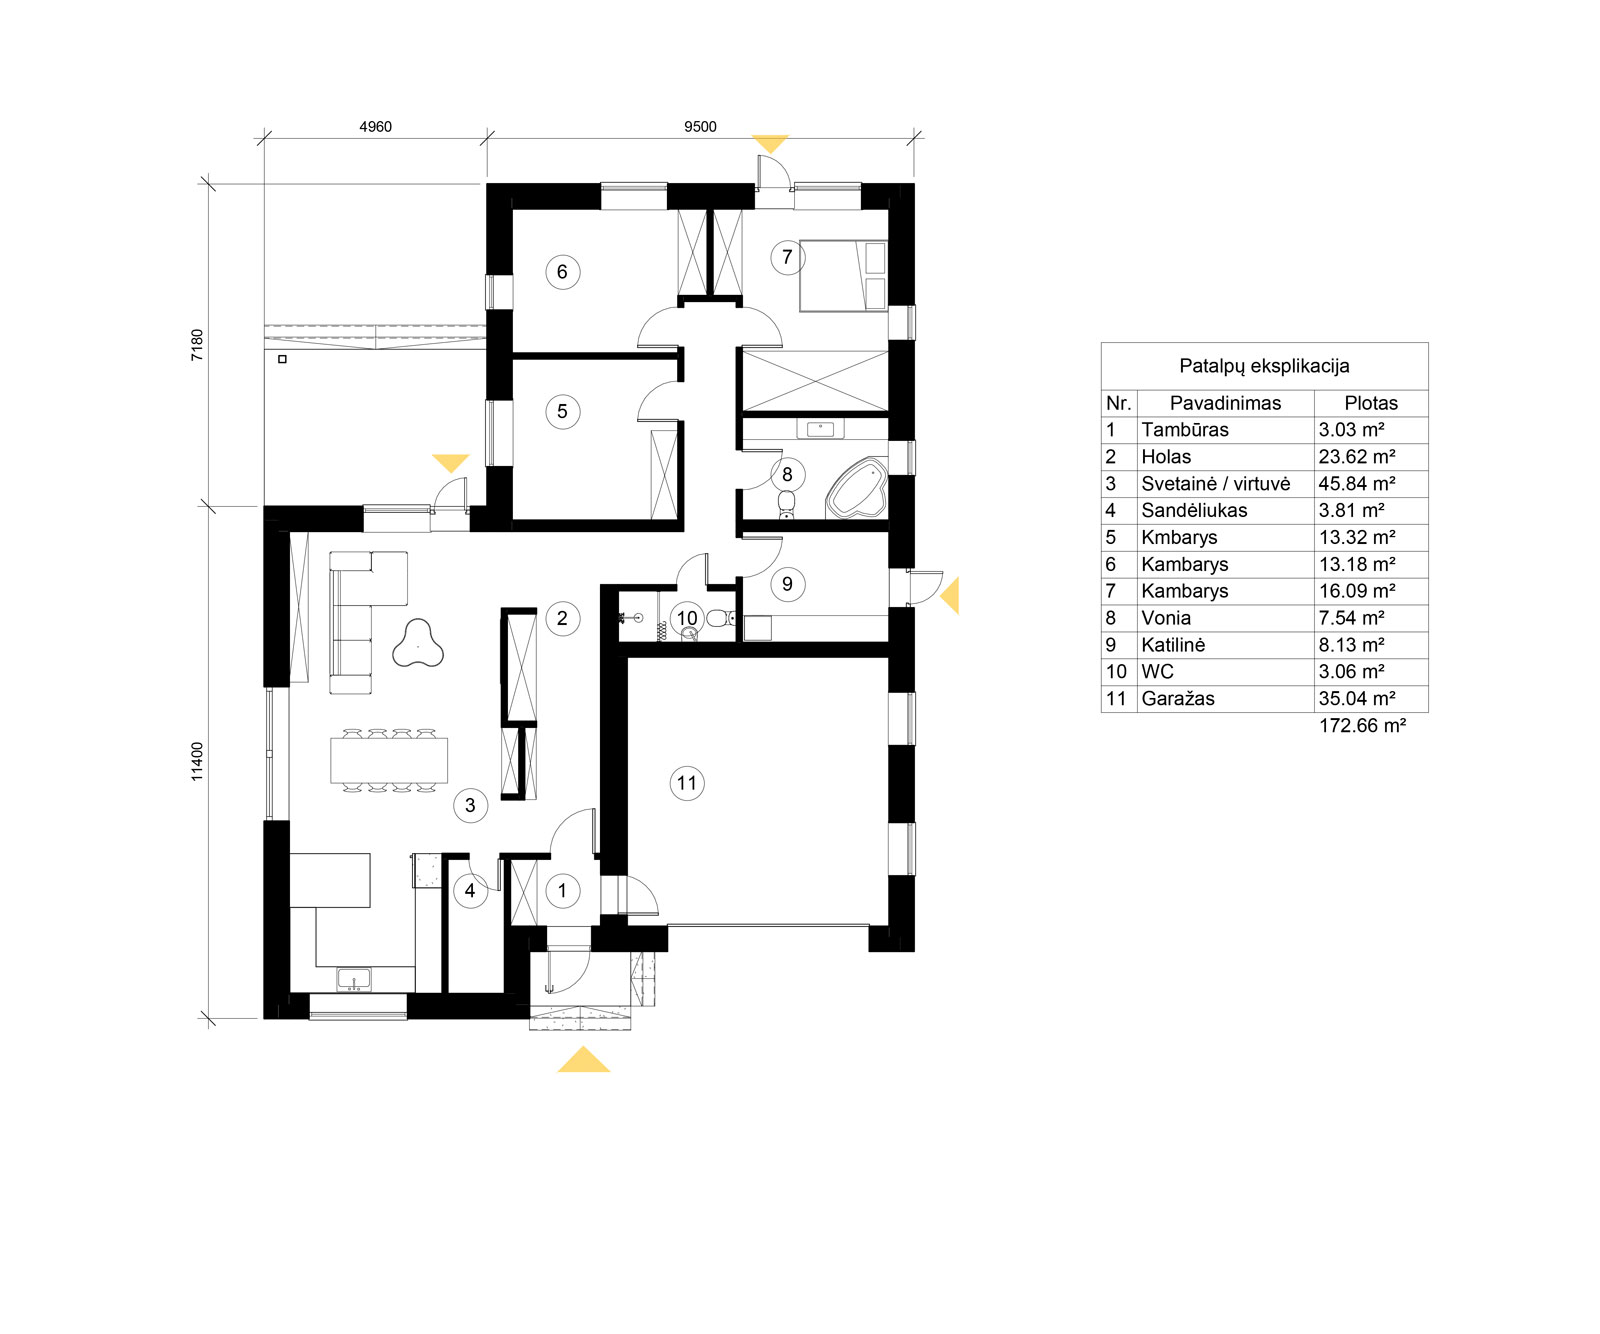 4960
9500
7180
11400
6
7
5
8
9
2
10
11
3
4
1
Patalpų eksplikacija
Nr. Pavadinimas Plotas
1 Tambūras 3.03 m²
2 Holas 23.62 m²
3 Svetainė / virtuvė 45.84 m²
4 Sandėliukas 3.81 m²
5 Kmbarys 13.32 m²
6 Kambarys 13.18 m²
7 Kambarys 16.09 m²
8 Vonia 7.54 m²
9 Katilinė 8.13 m²
10 WC 3.06 m²
11 Garažas 35.04 m²
172.66 m²